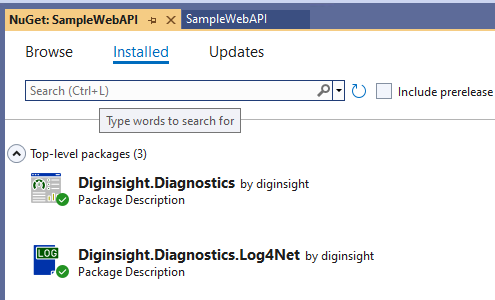 NuGet: SampleWebAPI SampleWebAPI
Browse Installed Updates
Search (Ctrl+L) Include prerelease
Type words to search for
Top-level packages (3)
Diginsight.Diagnostics by diginsight
Package Description
LOG Diginsight.Diagnostics.Log4Net by diginsight
Package Description